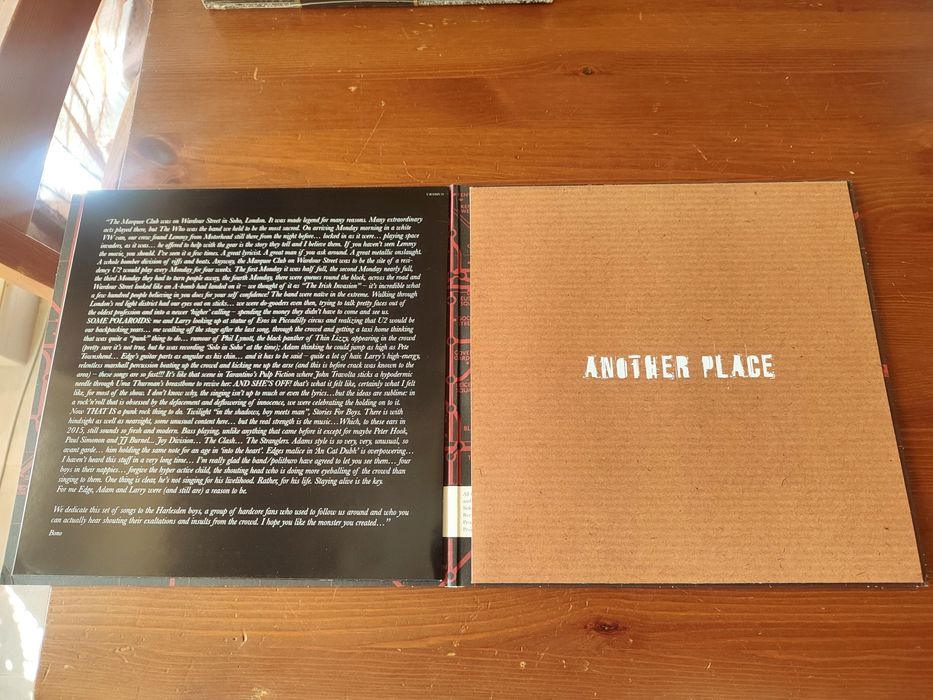 "The Marquee Club was on Wardour Street in Soho, London. It was made legend for many reasons. Many extraordinary
acts played there, but The Who was the band we held to be the most sacred. On arriving Monday morning in a white
VW van, our crew found Lemmy from Motorhead still there from the night before... locked in as it were... playing space
invaders, as it was... he offered to help with the gear is the story they tell and I believe them. If you haven't seen Lemmy
the movie, you should. I've seen it a few times. A great lyricist. A great man if you ask around. A great metallic onslaught.
A whole bomber division of riffs and boats. Anyway, the Marquee Club on Wardour Street was to be the site of a resi-
dency U2 would play every Monday for four weeks. The first Monday it was half full, the second Monday nearly full,
the third Monday they had to turn people away, the fourth Monday, there were queues round the block, across the road and
Wardour Street looked like an A-bomb had landed on it – we thought of it as "The Irish Invasion" – it's incredible what
a few hundred people believing in you does for your self confidence! The band were naive in the extreme. Walking through
London's red light district had our eyes out on sticks... we were do-gooders even then, trying to talk pretty faces out of
the oldest profession and into a newer 'higher' calling – spending the money they didn't have to come and see us.
SOME POLAROIDS: me and Larry looking up at statue of Eros in Piccadilly circus and realizing that U2 would be
our backpacking years... me walking off the stage after the last song, through the crowd and getting a taxi home thinking
that was quite a "punk" thing to do... rumour of Phil Lynott, the black panther of Thin Lizzy, appearing in the crowd
(pretty sure it's not true, but he was recording 'Solo in Soho' at the time); Adam thinking he could jump as high as Pete
Townshend... Edge's guitar parts as angular as his chin... and it has to be said – quite a lot of hair. Larry's high-energy,
relentless marshall percussion beating up the crowd and kicking me up the arse (and this is before crack was known to the
area) – these songs are so fast!!! It's like that scene in Tarantino's Pulp Fiction where John Travolta sticks a hypodermic
needle through Uma Thurman's breastbone to revive her: AND SHE'S OFF! that's what it felt like, certainly what I felt
like, for most of the show. I don't know why, the singing isn't up to much or even the lyrics...but the ideas are sublime: in
a rock'n'roll that is obsessed by the defacement and deflowering of innocence, we were celebrating the holding on to it.
Now THAT is a punk rock thing to do. Twilight "in the shadows, boy meets man", Stories For Boys. There is with
hindsight as well as nearsight, some unusual content here... but the real strength is the music... Which, to these ears in
2015, still sounds so fresh and modern. Bass playing, unlike anything that came before it except for maybe Peter Hook,
Paul Simonon and JJ Burnel... Joy Division... The Clash... The Stranglers. Adams style is so very, very, unusual, so
avant garde... him holding the same note for an age in 'into the heart'. Edges malice in 'An Cat Dubh' is overpowering...
I haven't heard this stuff in a very long time... I'm really glad the band/politburo have agreed to let you see them... four
boys in their nappies... forgive the hyper active child, the shouting head who is doing more eyeballing of the crowd than
singing to them. One thing is clear, he's not singing for his livelihood. Rather, for his life. Staying alive is the key.
For me Edge, Adam and Larry were (and still are) a reason to be.
We dedicate this set of songs to the Harlesden boys, a group of hardcore fans who used to follow us around and who you
can actually hear shouting their exaltations and insults from the crowd. I hope you like the monster you created..."
Bono
ANOTHER PLACE